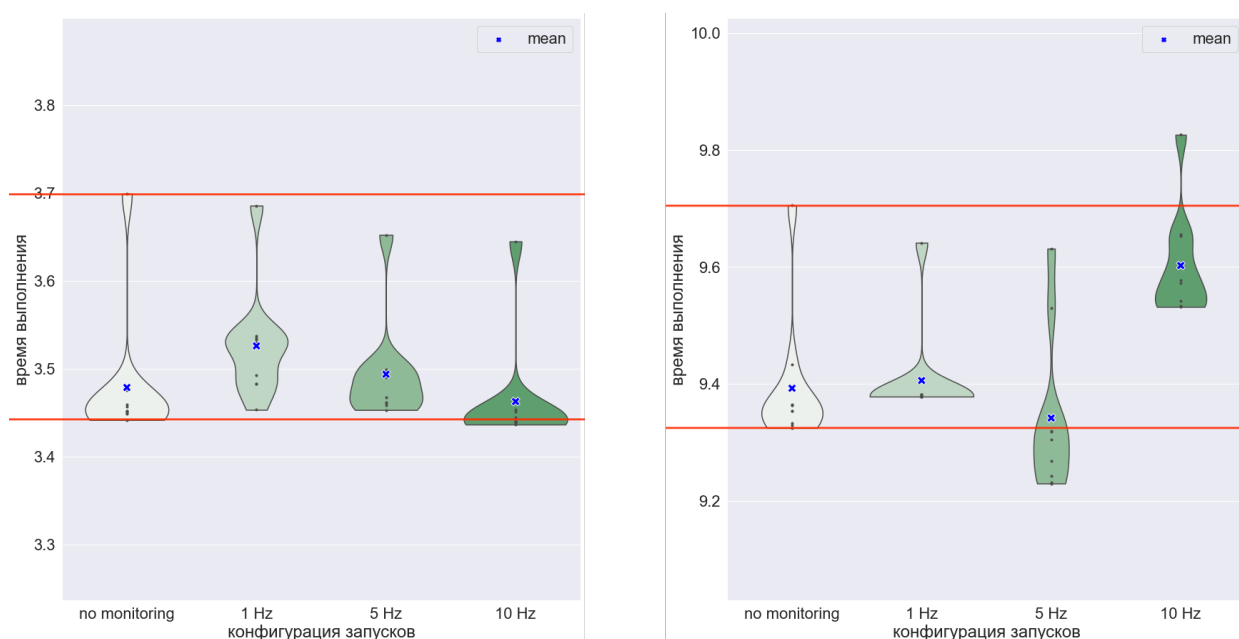 mean
3.8
3.7
3.6
3.5
3.4
3.3
время выполнения
no monitoring
1 Hz
5 Hz
10 Hz
конфигурация запусков
mean
10.0
9.8
9.6
9.4
9.2
время выполнения
no monitoring
1 Hz
5 Hz
10 Hz
конфигурация запусков